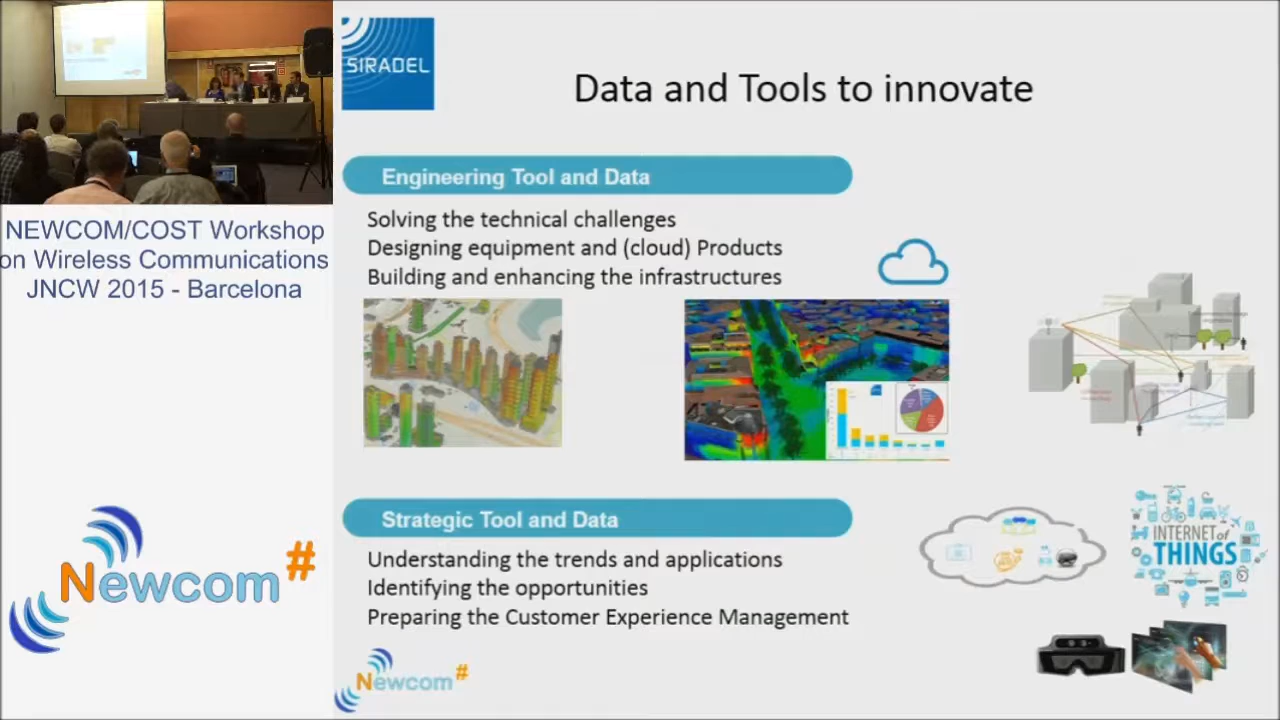 SIRADEL
Data and Tools to innovate
Engineering Tool and Data
Solving the technical challenges
Designing equipment and (cloud) Products
Building and enhancing the infrastructures
NEWCOM/COST Workshop
on Wireless Communications
JNCW 2015 - Barcelona
Newcom#
Strategic Tool and Data
Understanding the trends and applications
Identifying the opportunities
Preparing the Customer Experience Management
INTERNET of
THINGS
Newcom#